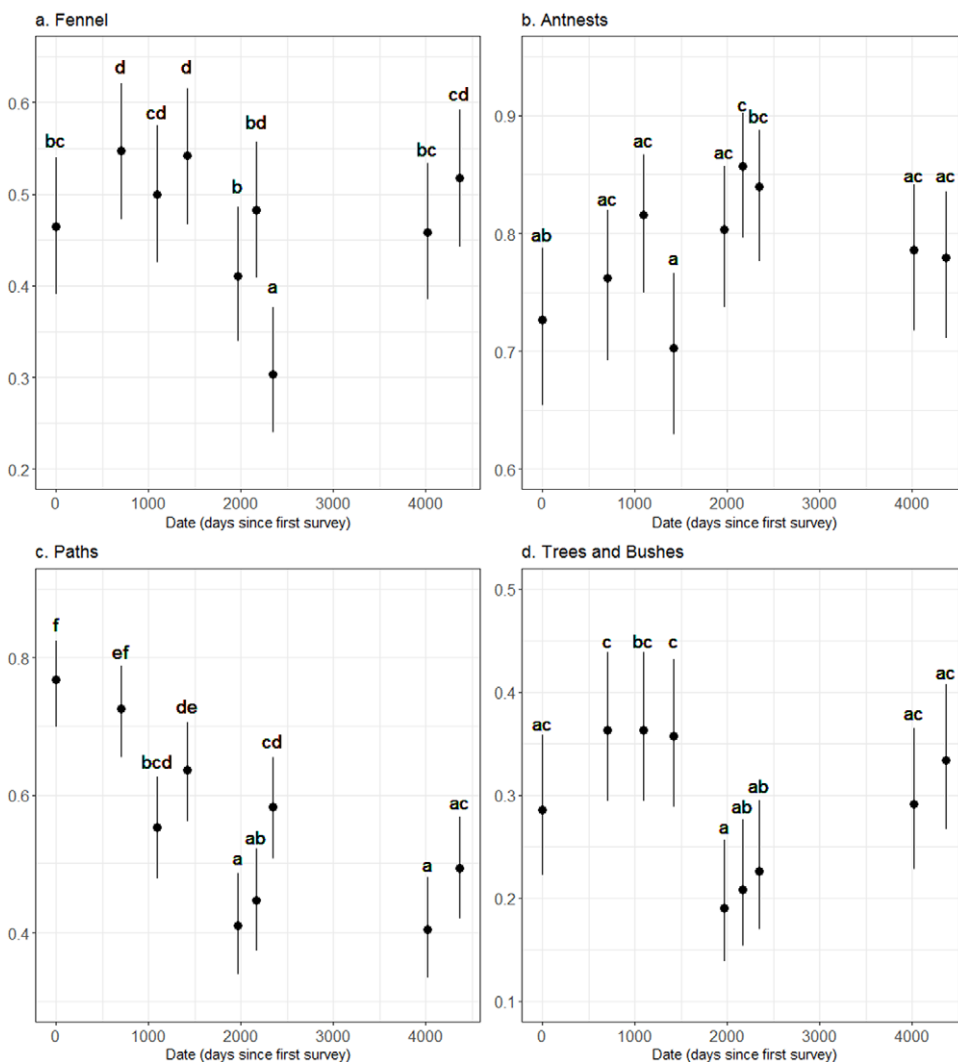 a. Fennel
bc d cd d b bd a bc cd
0.6
0.5
0.4
0.3
0.2
0 1000 2000 3000 4000
Date (days since first survey)
b. Antnests
ab ac ac a ac c bc ac ac
0.9
0.8
0.7
0.6
0 1000 2000 3000 4000
Date (days since first survey)
c. Paths
f ef bcd de a ab cd a ac
0.8
0.6
0.4
0 1000 2000 3000 4000
Date (days since first survey)
d. Trees and Bushes
ac c bc c a ab ab ac ac
0.5
0.4
0.3
0.2
0.1
0 1000 2000 3000 4000
Date (days since first survey)